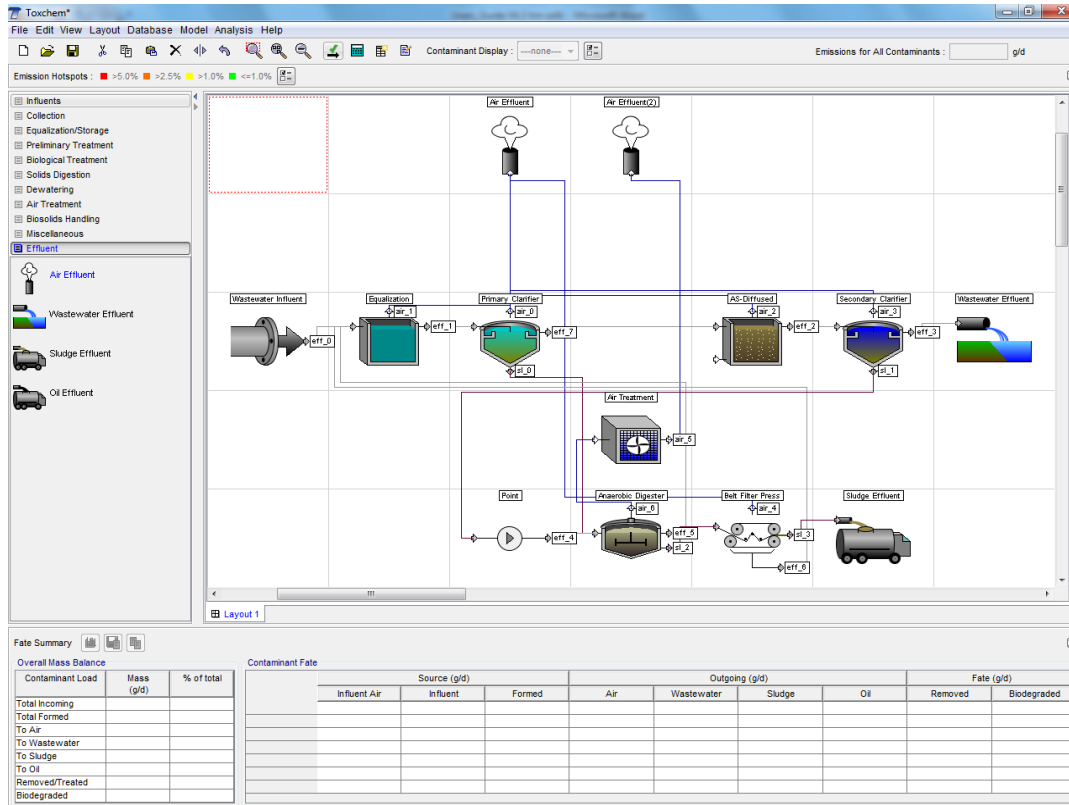 Toxchem*
File Edit View Layout Database Model Analysis Help
Contaminant Display : ---none---
Emissions for All Contaminants : g/d
Emission Hotspots : >5.0% >2.5% >1.0% <=1.0%
Influents
Collection
Equalization/Storage
Preliminary Treatment
Biological Treatment
Solids Digestion
Dewatering
Air Treatment
Biosolids Handling
Miscellaneous
Effluent
Air Effluent
Wastewater Effluent
Sludge Effluent
Oil Effluent
Air Effluent Air Effluent(2)
Wastewater Influent Equalization Primary Clarifier AS-Diffused Secondary Clarifier Wastewater Effluent
air_1 air_0 air_2 air_3
eff_0 eff_1 eff_7 eff_2 eff_3
sl_0 sl_1
Air Treatment
air_5
Point Anaerobic Digester Belt Filter Press Sludge Effluent
air_6 air_4
eff_4 eff_5 sl_3
sl_2
eff_6
Layout 1
Fate Summary
Overall Mass Balance Contaminant Fate
Contaminant Load Mass (g/d) % of total Source (g/d) Outgoing (g/d) Fate (g/d)
Influent Air Influent Formed Air Wastewater Sludge Oil Removed Biodegraded
Total Incoming
Total Formed
To Air
To Wastewater
To Sludge
To Oil
Removed/Treated
Biodegraded